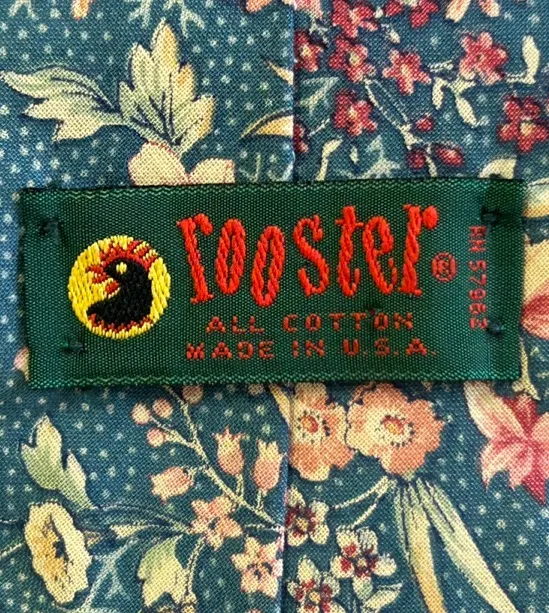 rooster®
ALL COTTON
MADE IN U.S.A.
RN 57962